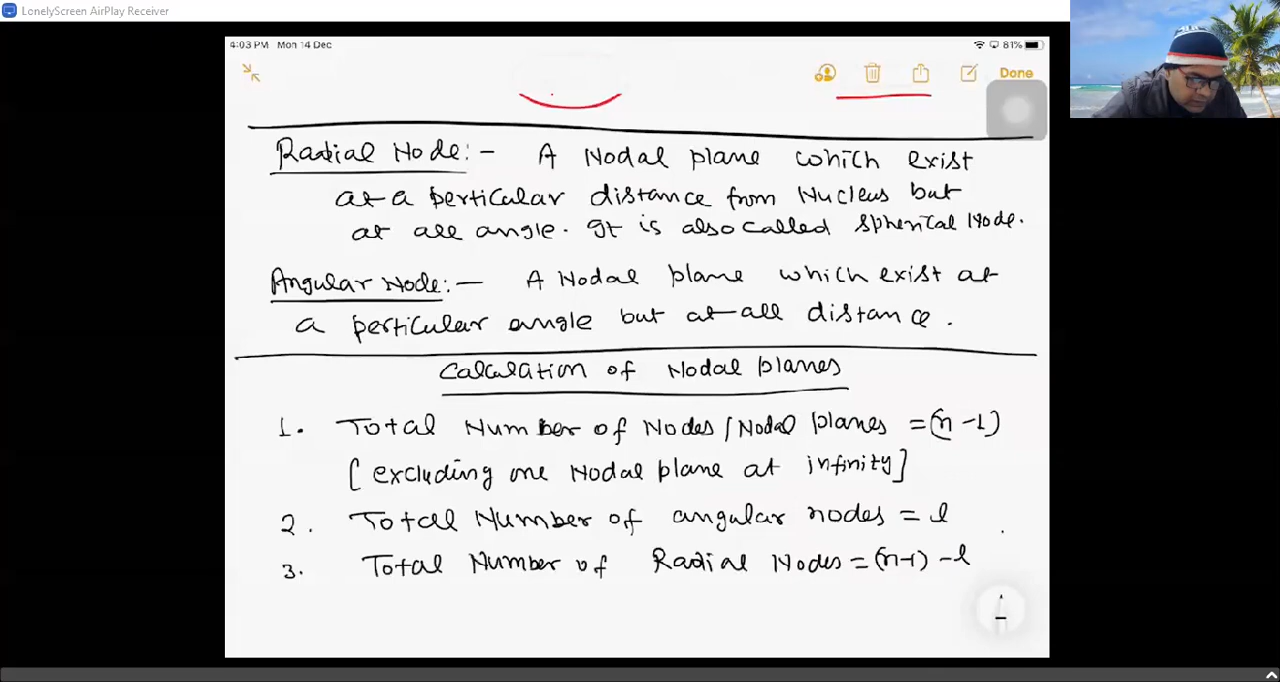 LonelyScreen AirPlay Receiver
4:03 PM Mon 14 Dec
81%
Done
Radial Node:- A Nodal plane which exist
at a perticular distance from Nucleus but
at all angle. It is also called spherical Node.
Angular Node:- A Nodal plane which exist at
a perticular angle but at all distance.
Calculation of Nodal planes
1. Total Number of Nodes/Nodal planes = (n-1)
[excluding one Nodal plane at infinity]
2. Total Number of angular nodes = l
3. Total Number of Radial Nodes = (n-1) -l